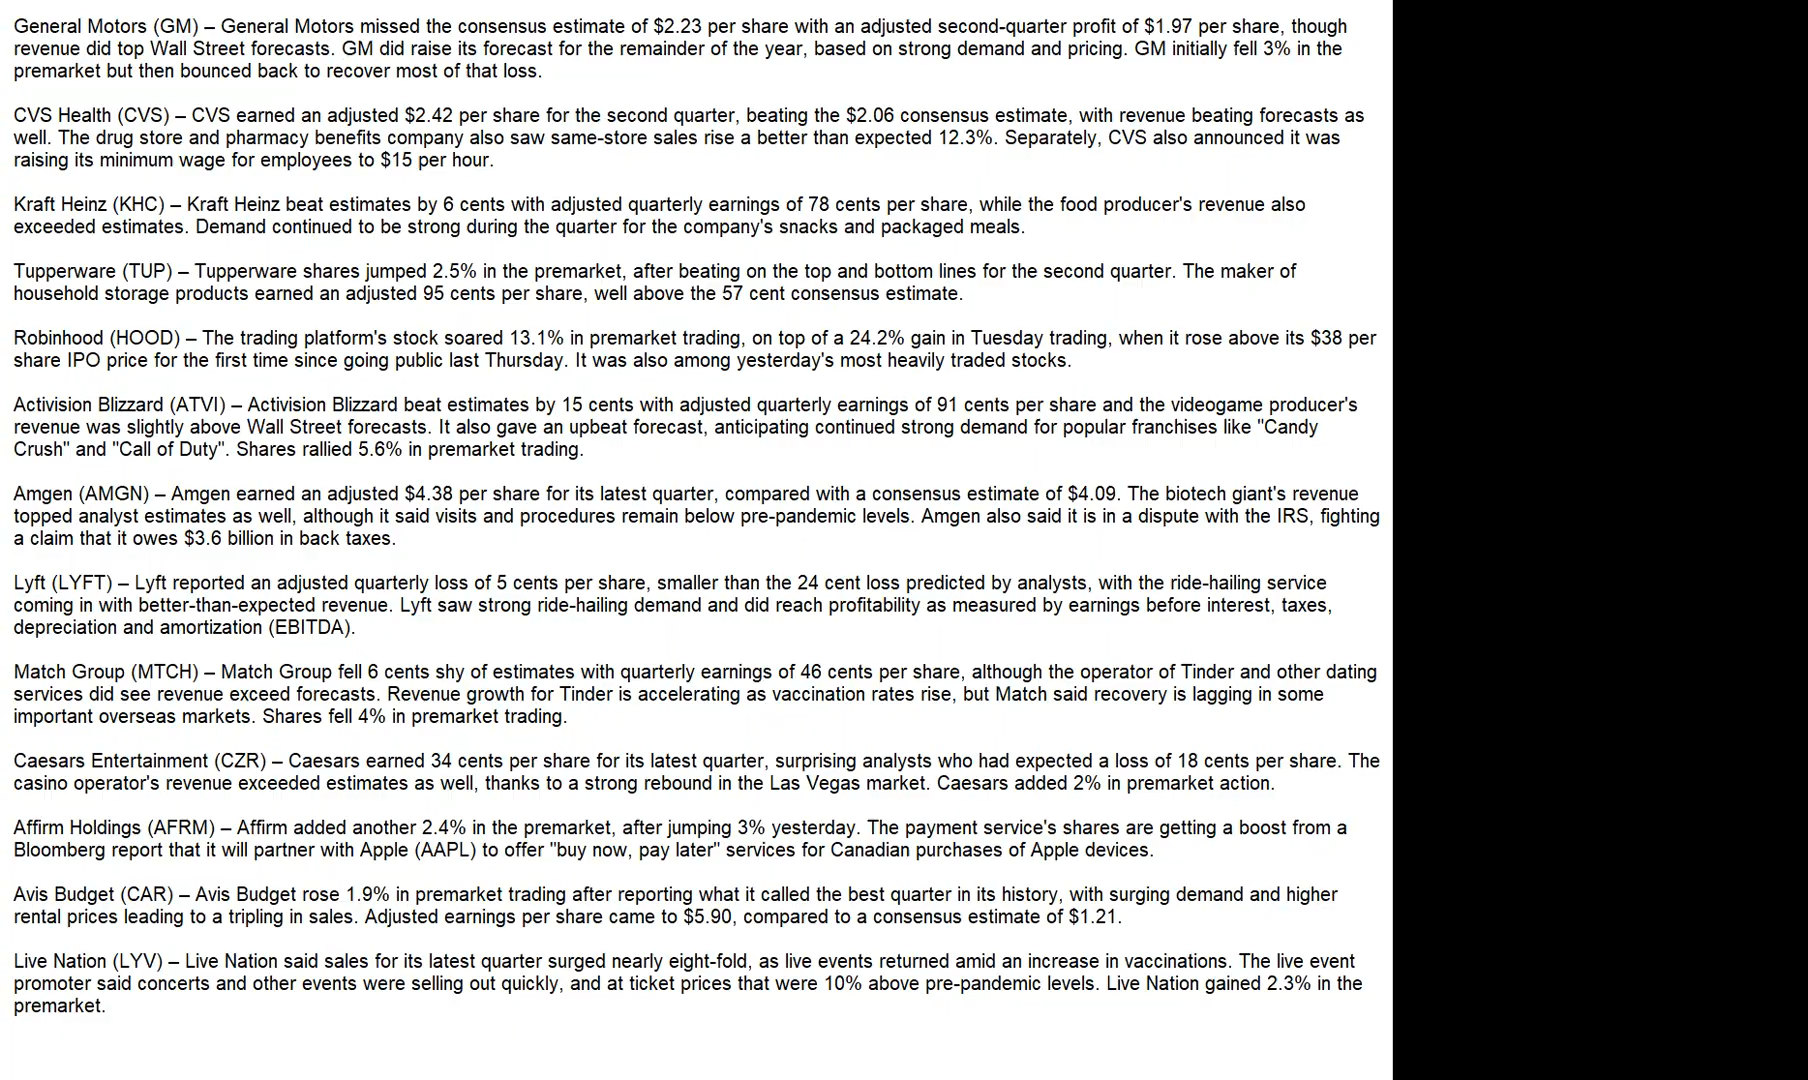 General Motors (GM) – General Motors missed the consensus estimate of $2.23 per share with an adjusted second-quarter profit of $1.97 per share, though
revenue did top Wall Street forecasts. GM did raise its forecast for the remainder of the year, based on strong demand and pricing. GM initially fell 3% in the
premarket but then bounced back to recover most of that loss.
CVS Health (CVS) – CVS earned an adjusted $2.42 per share for the second quarter, beating the $2.06 consensus estimate, with revenue beating forecasts as
well. The drug store and pharmacy benefits company also saw same-store sales rise a better than expected 12.3%. Separately, CVS also announced it was
raising its minimum wage for employees to $15 per hour.
Kraft Heinz (KHC) – Kraft Heinz beat estimates by 6 cents with adjusted quarterly earnings of 78 cents per share, while the food producer's revenue also
exceeded estimates. Demand continued to be strong during the quarter for the company's snacks and packaged meals.
Tupperware (TUP) – Tupperware shares jumped 2.5% in the premarket, after beating on the top and bottom lines for the second quarter. The maker of
household storage products earned an adjusted 95 cents per share, well above the 57 cent consensus estimate.
Robinhood (HOOD) – The trading platform's stock soared 13.1% in premarket trading, on top of a 24.2% gain in Tuesday trading, when it rose above its $38 per
share IPO price for the first time since going public last Thursday. It was also among yesterday's most heavily traded stocks.
Activision Blizzard (ATVI) – Activision Blizzard beat estimates by 15 cents with adjusted quarterly earnings of 91 cents per share and the videogame producer's
revenue was slightly above Wall Street forecasts. It also gave an upbeat forecast, anticipating continued strong demand for popular franchises like "Candy
Crush" and "Call of Duty". Shares rallied 5.6% in premarket trading.
Amgen (AMGN) – Amgen earned an adjusted $4.38 per share for its latest quarter, compared with a consensus estimate of $4.09. The biotech giant's revenue
topped analyst estimates as well, although it said visits and procedures remain below pre-pandemic levels. Amgen also said it is in a dispute with the IRS, fighting
a claim that it owes $3.6 billion in back taxes.
Lyft (LYFT) – Lyft reported an adjusted quarterly loss of 5 cents per share, smaller than the 24 cent loss predicted by analysts, with the ride-hailing service
coming in with better-than-expected revenue. Lyft saw strong ride-hailing demand and did reach profitability as measured by earnings before interest, taxes,
depreciation and amortization (EBITDA).
Match Group (MTCH) – Match Group fell 6 cents shy of estimates with quarterly earnings of 46 cents per share, although the operator of Tinder and other dating
services did see revenue exceed forecasts. Revenue growth for Tinder is accelerating as vaccination rates rise, but Match said recovery is lagging in some
important overseas markets. Shares fell 4% in premarket trading.
Caesars Entertainment (CZR) – Caesars earned 34 cents per share for its latest quarter, surprising analysts who had expected a loss of 18 cents per share. The
casino operator's revenue exceeded estimates as well, thanks to a strong rebound in the Las Vegas market. Caesars added 2% in premarket action.
Affirm Holdings (AFRM) – Affirm added another 2.4% in the premarket, after jumping 3% yesterday. The payment service's shares are getting a boost from a
Bloomberg report that it will partner with Apple (AAPL) to offer "buy now, pay later" services for Canadian purchases of Apple devices.
Avis Budget (CAR) – Avis Budget rose 1.9% in premarket trading after reporting what it called the best quarter in its history, with surging demand and higher
rental prices leading to a tripling in sales. Adjusted earnings per share came to $5.90, compared to a consensus estimate of $1.21.
Live Nation (LYV) – Live Nation said sales for its latest quarter surged nearly eight-fold, as live events returned amid an increase in vaccinations. The live event
promoter said concerts and other events were selling out quickly, and at ticket prices that were 10% above pre-pandemic levels. Live Nation gained 2.3% in the
premarket.